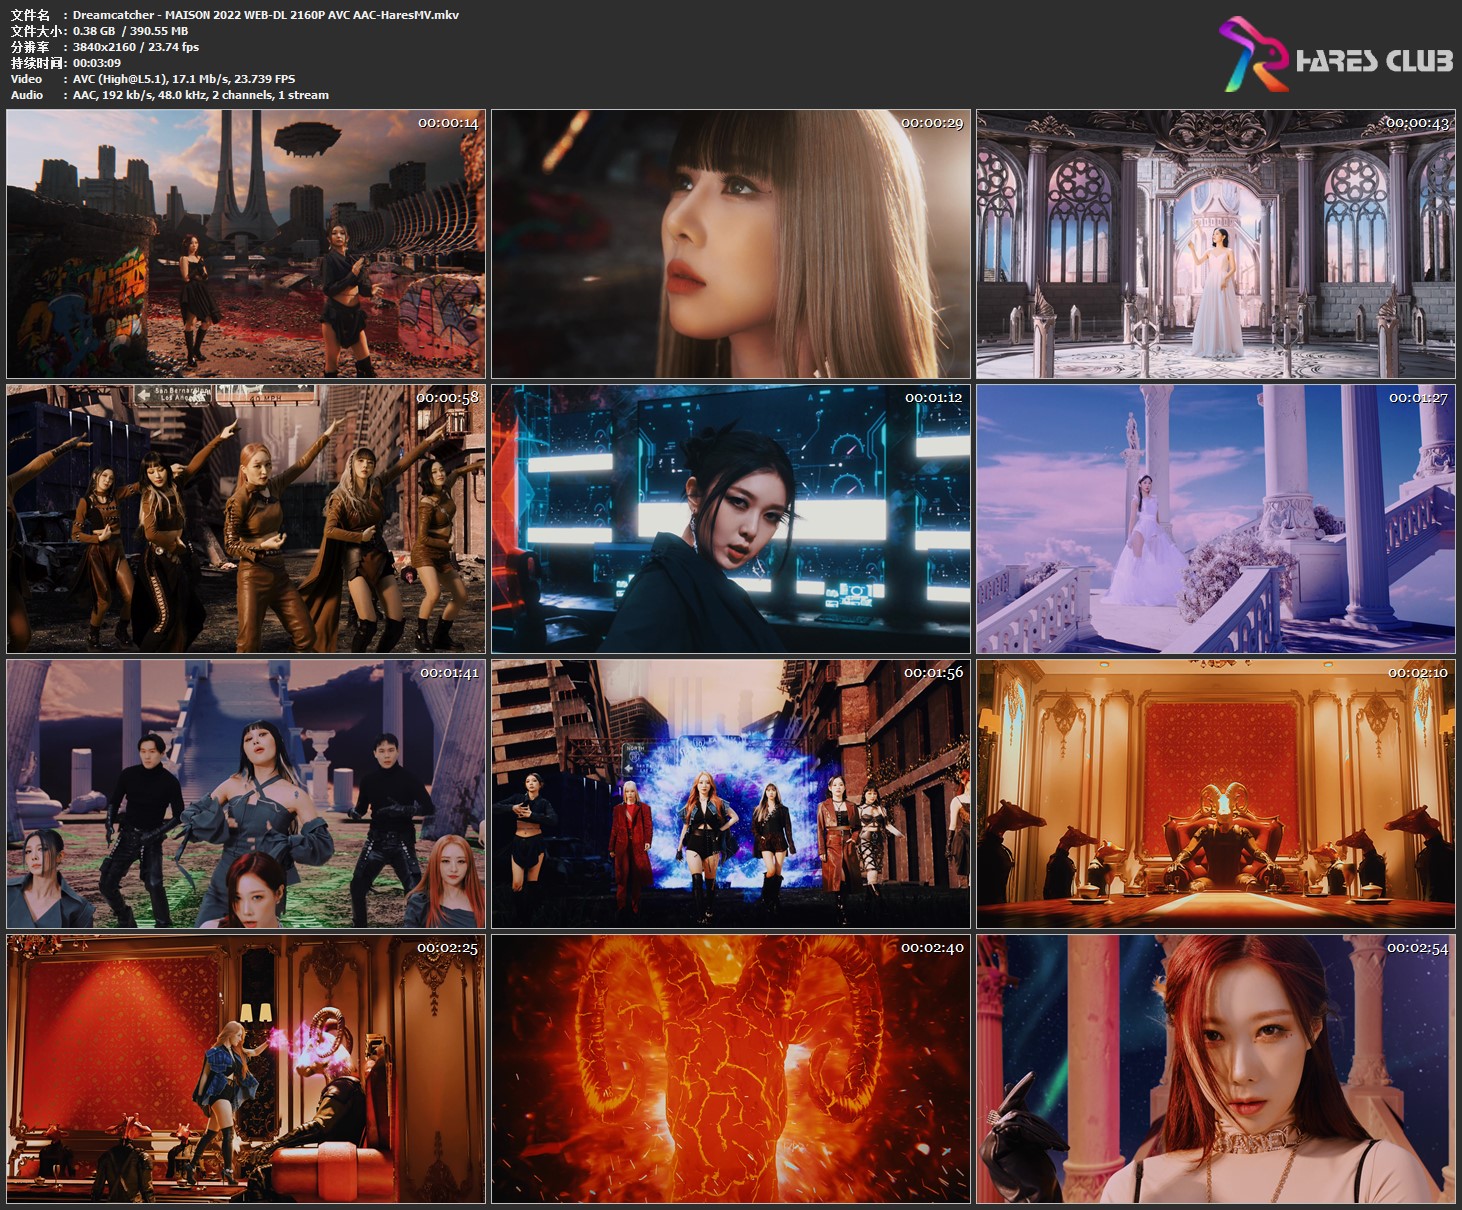 文件名 : Dreamcatcher - MAISON 2022 WEB-DL 2160P AVC AAC-HaresMV.mkv
文件大小: 0.38 GB / 390.55 MB
分辨率 : 3840x2160 / 23.74 fps
持续时间: 00:03:09
Video : AVC (High@L5.1), 17.1 Mb/s, 23.739 FPS
Audio : AAC, 192 kb/s, 48.0 kHz, 2 channels, 1 stream
HARES CLUB
00:00:14
00:00:29
00:00:43
00:00:58
San Bernardino
Los Angeles
40 MPH
00:01:12
00:01:27
00:01:41
00:01:56
NORTH
00:02:10
00:02:25
00:02:40
00:02:54